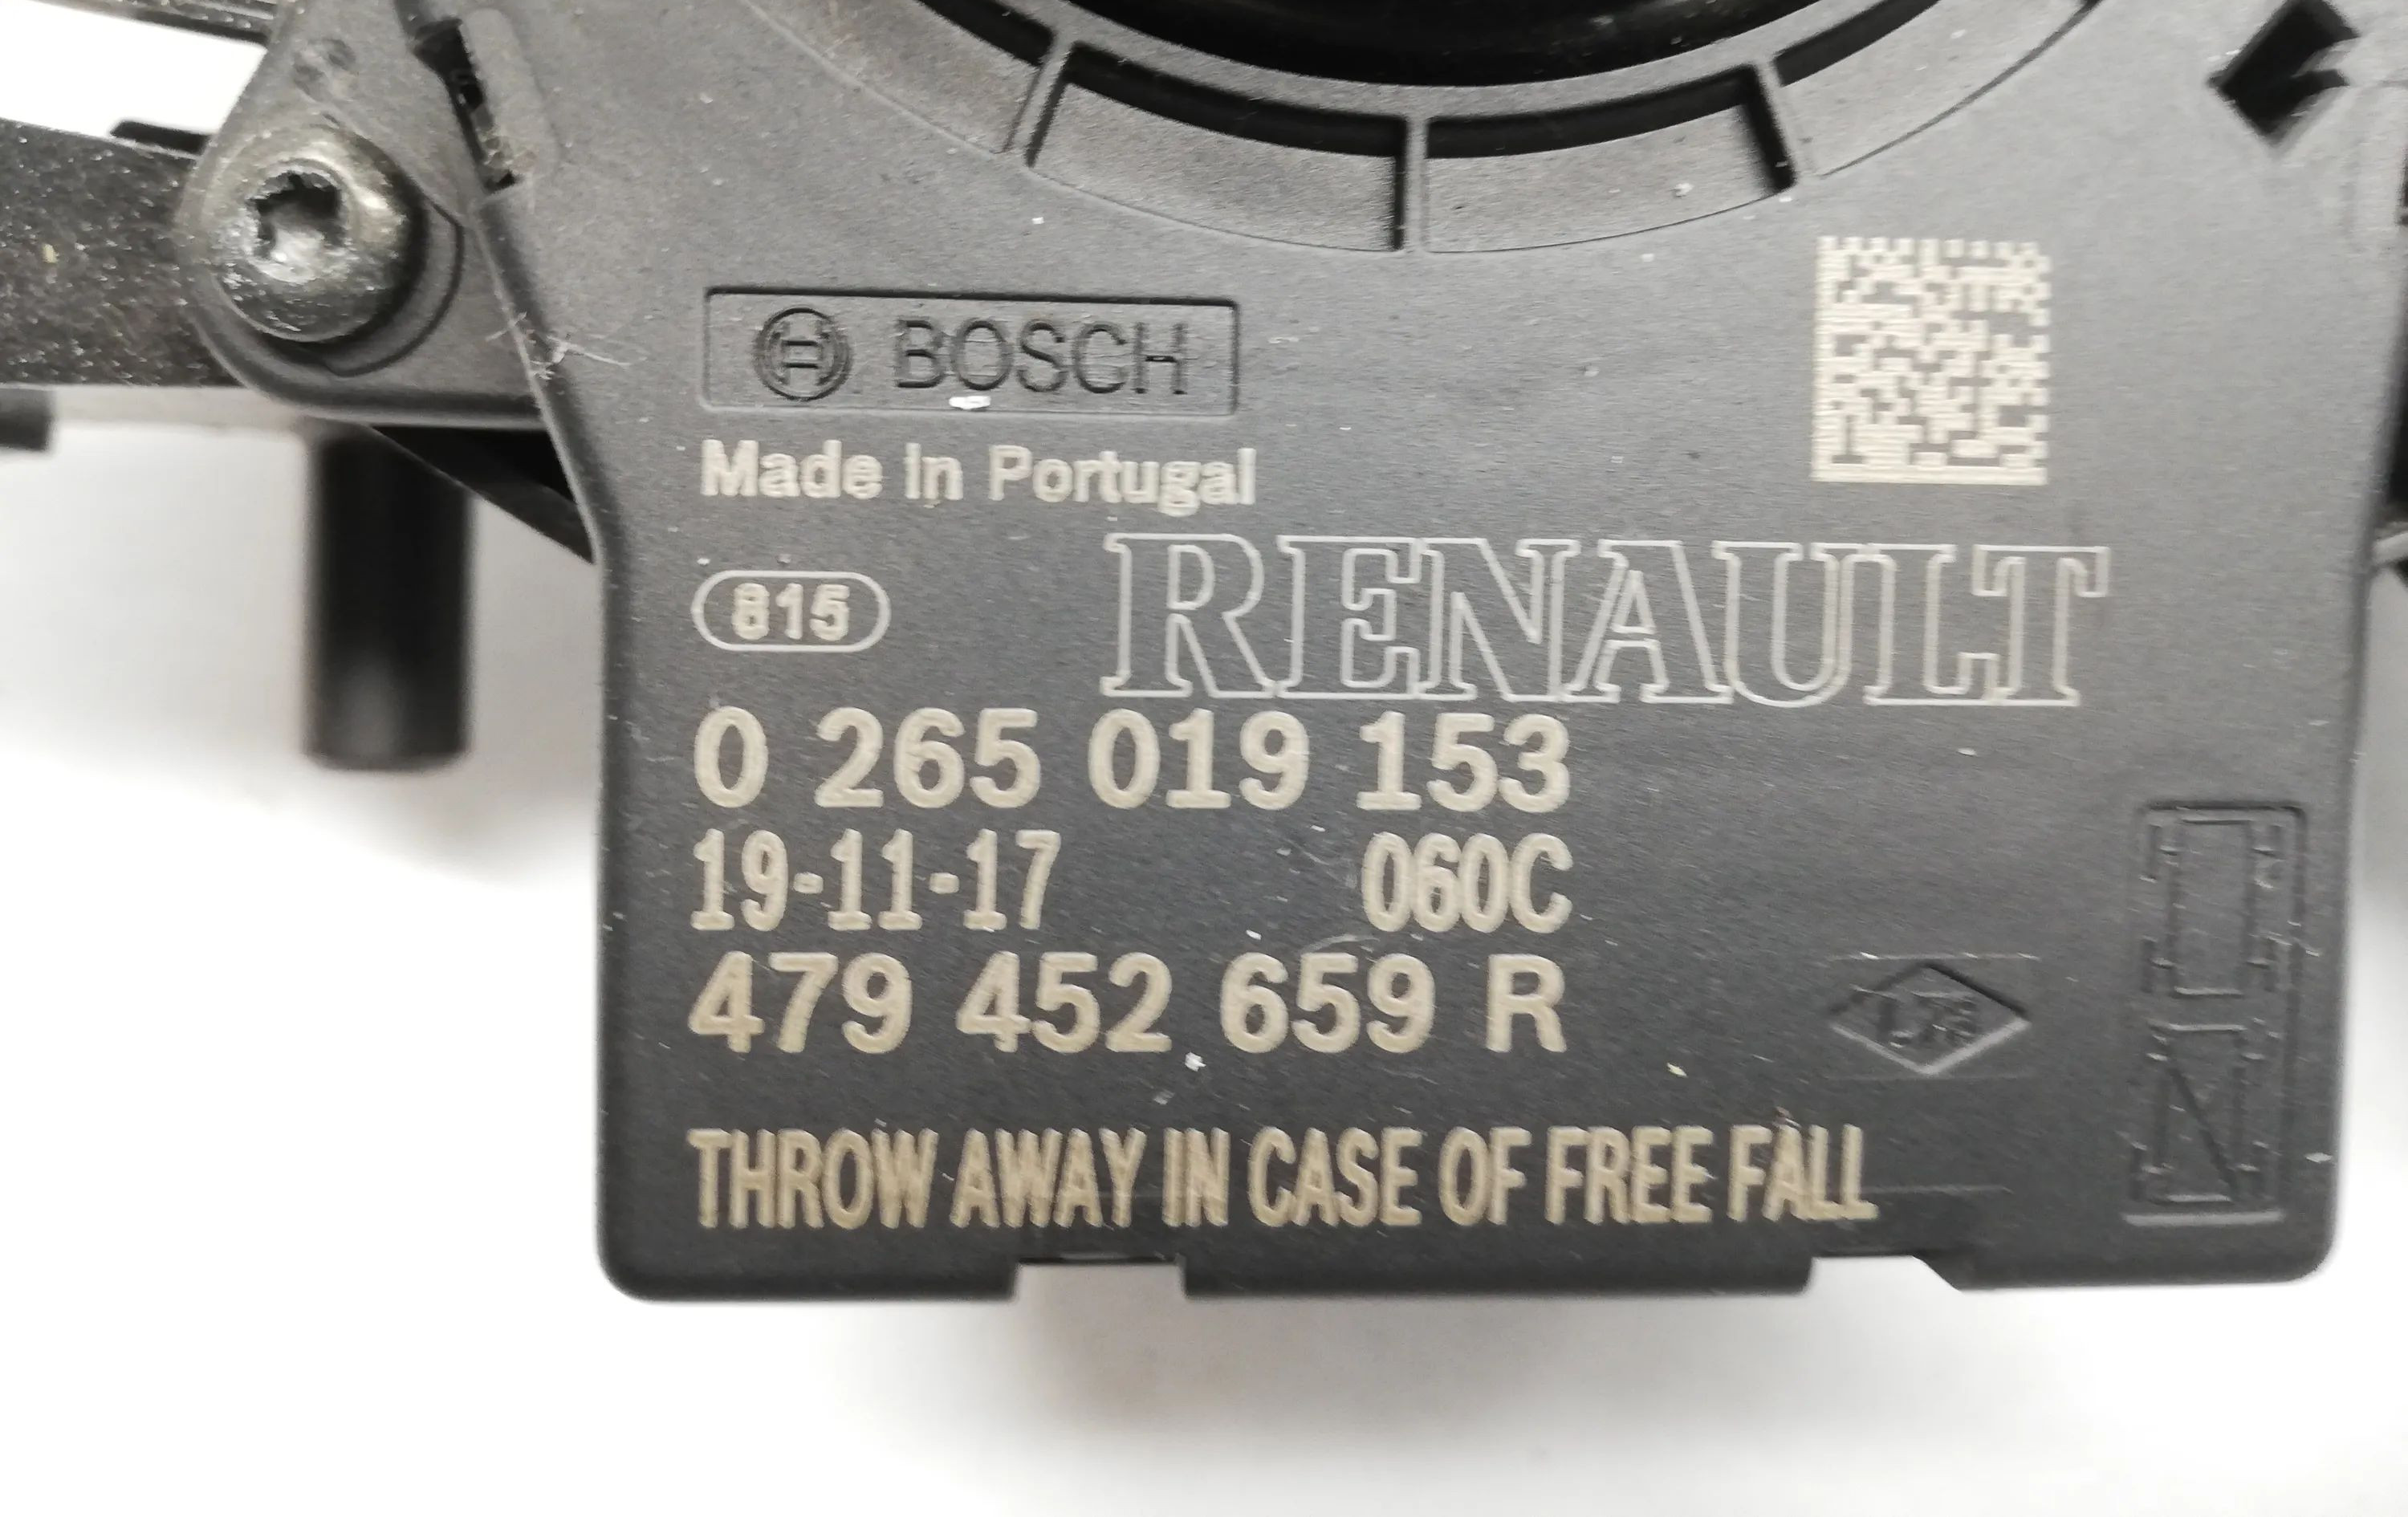 BOSCH
Made in Portugal
815
RENAULT
0 265 019 153
19-11-17 060C
479 452 659 R
THROW AWAY IN CASE OF FREE FALL